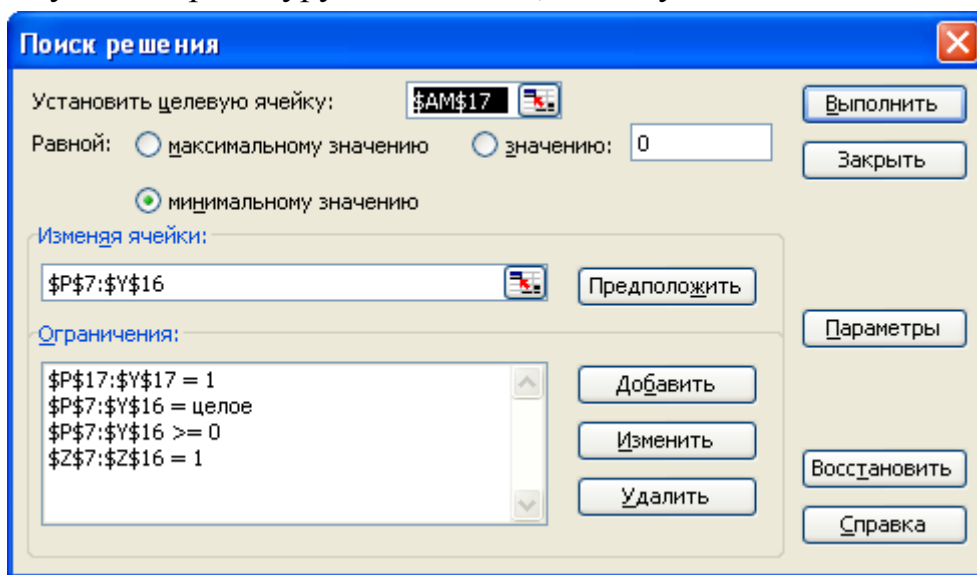 Поиск решения
Установить целевую ячейку: $AM$17
Выполнить
Равной: максимальному значению значению: 0
Закрыть
минимальному значению
Изменяя ячейки:
$P$7:$Y$16 Предположить
Параметры
Ограничения:
$P$17:$Y$17 = 1
$P$7:$Y$16 = целое
$P$7:$Y$16 >= 0
$Z$7:$Z$16 = 1
Добавить
Изменить
Удалить
Восстановить
Справка